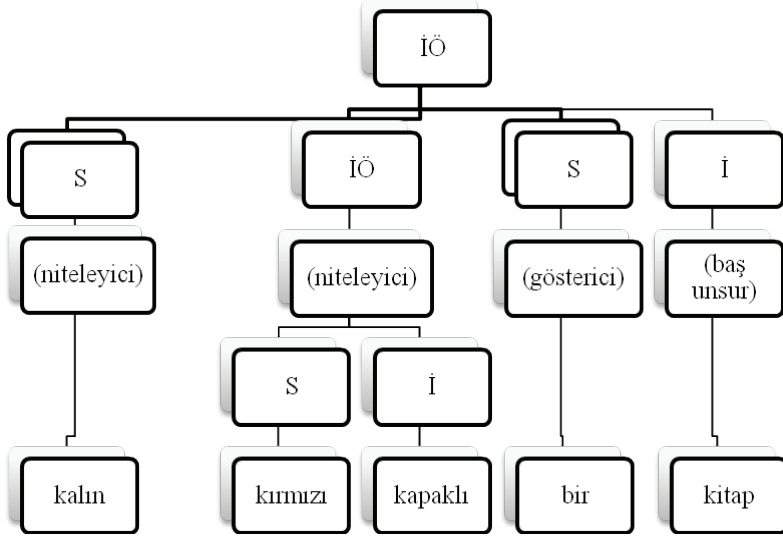 İÖ
S
İÖ
S
İ
(niteleyici)
(niteleyici)
(gösterici)
(baş
unsur)
S
İ
kalın
kırmızı
kapaklı
bir
kitap